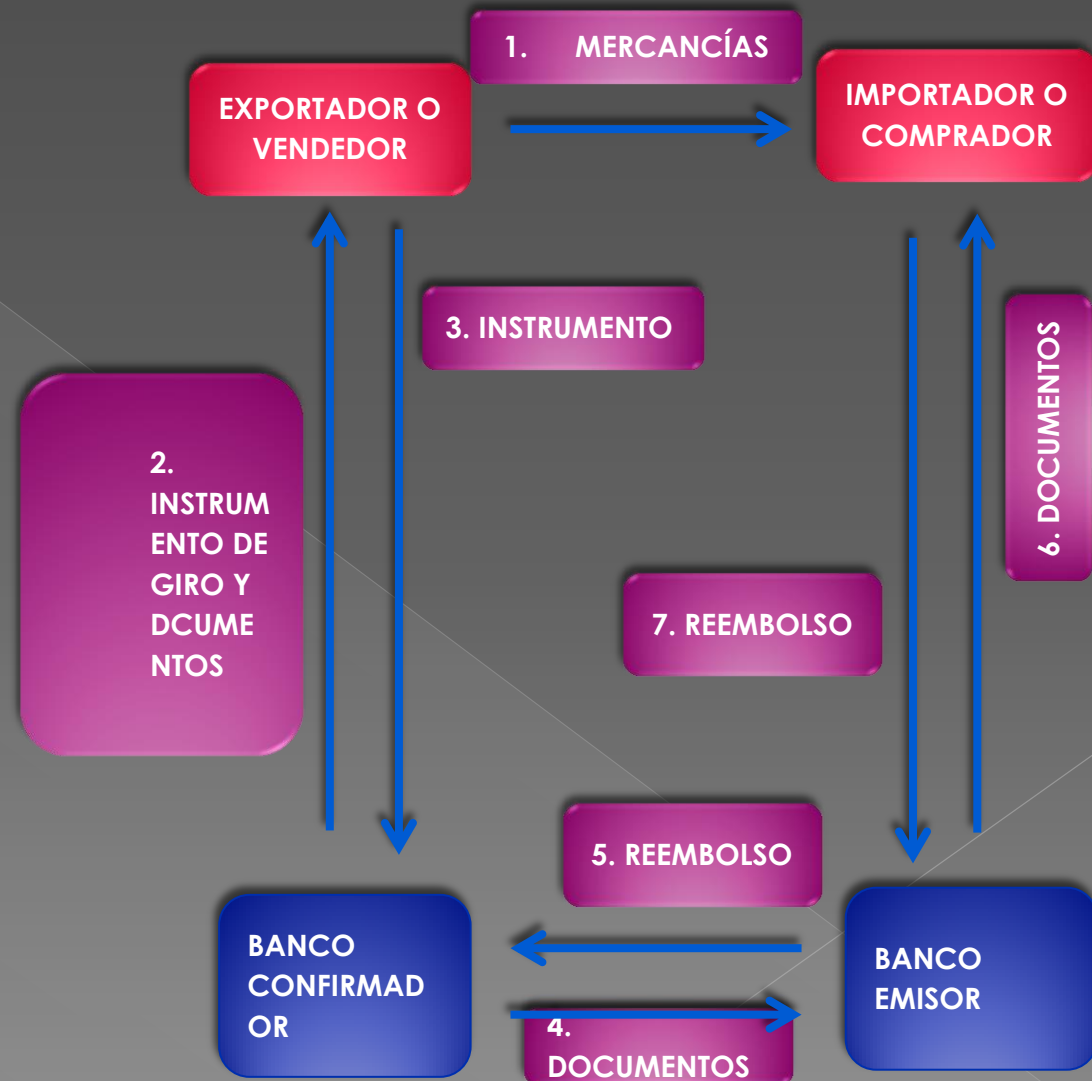 1. MERCANCÍAS
EXPORTADOR O
VENDEDOR
IMPORTADOR O
COMPRADOR
3. INSTRUMENTO
6. DOCUMENTOS
2.
INSTRUM
ENTO DE
GIRO Y
DCUME
NTOS
7. REEMBOLSO
5. REEMBOLSO
BANCO
CONFIRMAD
OR
BANCO
EMISOR
4.
DOCUMENTOS